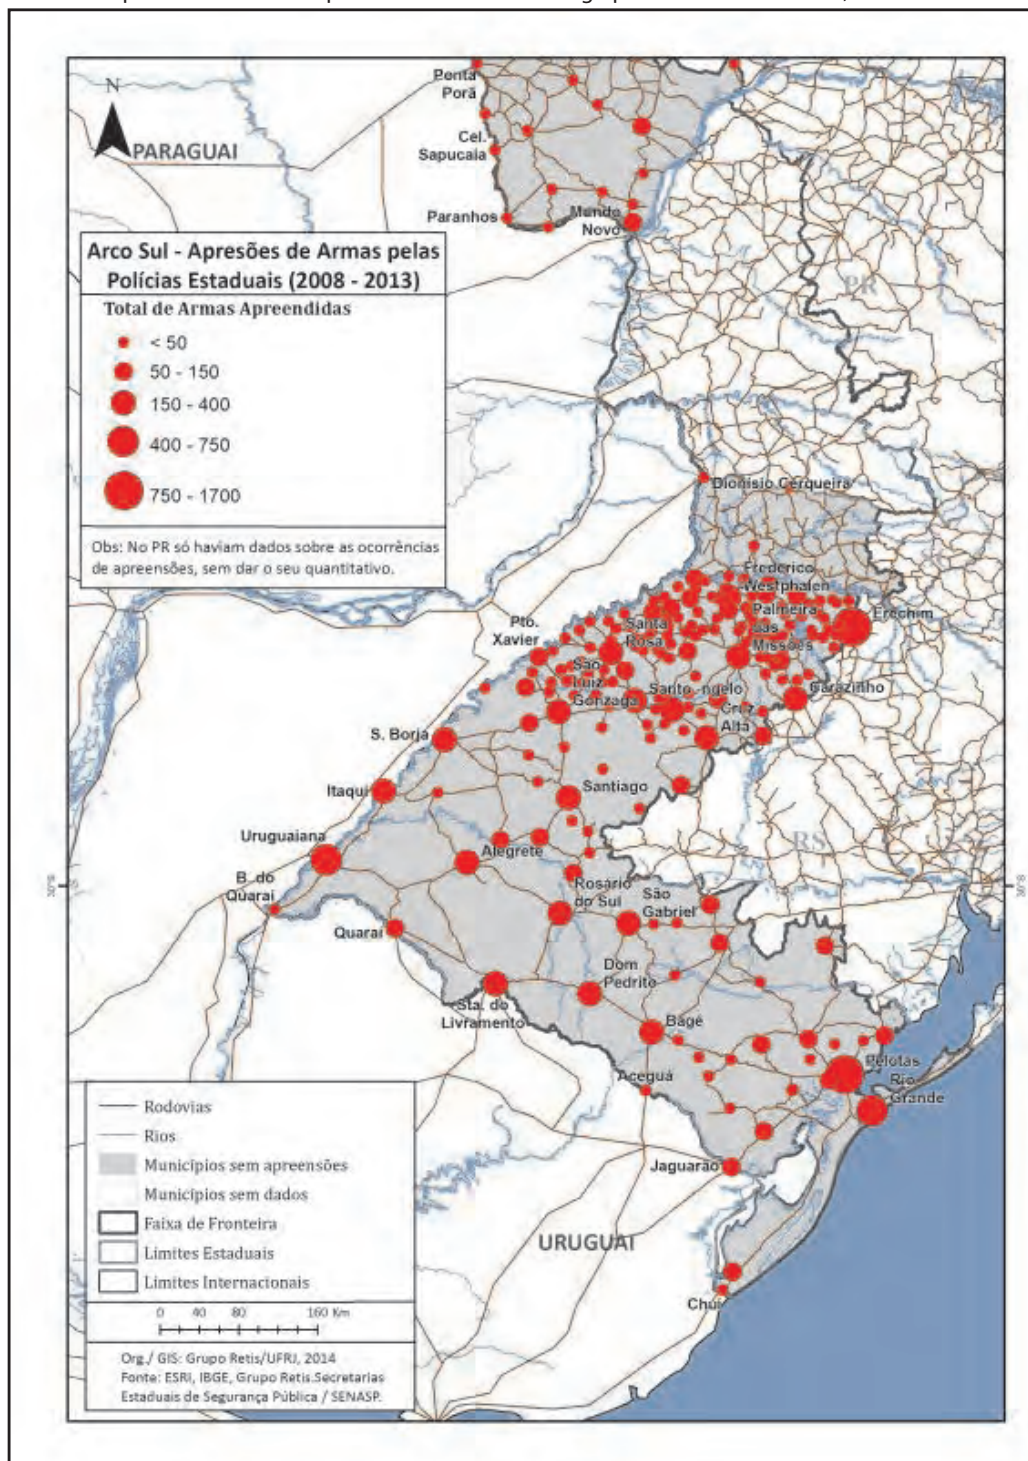 N
Ponta
Porã
PARAGUAI
Cel.
Sapucaia
Paranhos
Mundo
Novo
Arco Sul - Apresões de Armas pelas
Polícias Estaduais (2008 - 2013)
Total de Armas Apreendidas
< 50
50 - 150
150 - 400
400 - 750
750 - 1700
Obs: No PR só haviam dados sobre as ocorrências
de apreensões, sem dar o seu quantitativo.
PR
Dionísio Cerqueira
Frederico
Westphalen
Palmeira
das
Missões
Erechim
Pto.
Xavier
Santa
Rosa
São
Luiz
Gonzaga
Santo -ngelo
Carazinho
Cruz
Alta
S. Borja
Itaqui
Santiago
Uruguaiana
Alegrete
RS
B. do
Quaraí
Rosário
do Sul
São
Gabriel
Quaraí
Dom
Pedrito
Sta. do
Livramento
Bagé
Aceguá
Pelotas
Rio
Grande
Jaguarão
URUGUAI
Chuí
Rodovias
Rios
Municípios sem apreensões
Municípios sem dados
Faixa de Fronteira
Limites Estaduais
Limites Internacionais
0 40 80 160 Km
Org./ GIS: Grupo Retis/UFRJ, 2014
Fonte: ESRI, IBGE, Grupo Retis.Secretarias
Estaduais de Segurança Pública / SENASP.